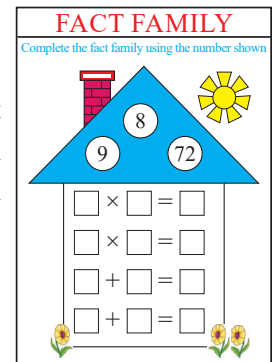 FACT FAMILY
Complete the fact family using the number shown
8
9 72
□ × □ = □
□ × □ = □
□ + □ = □
□ + □ = □